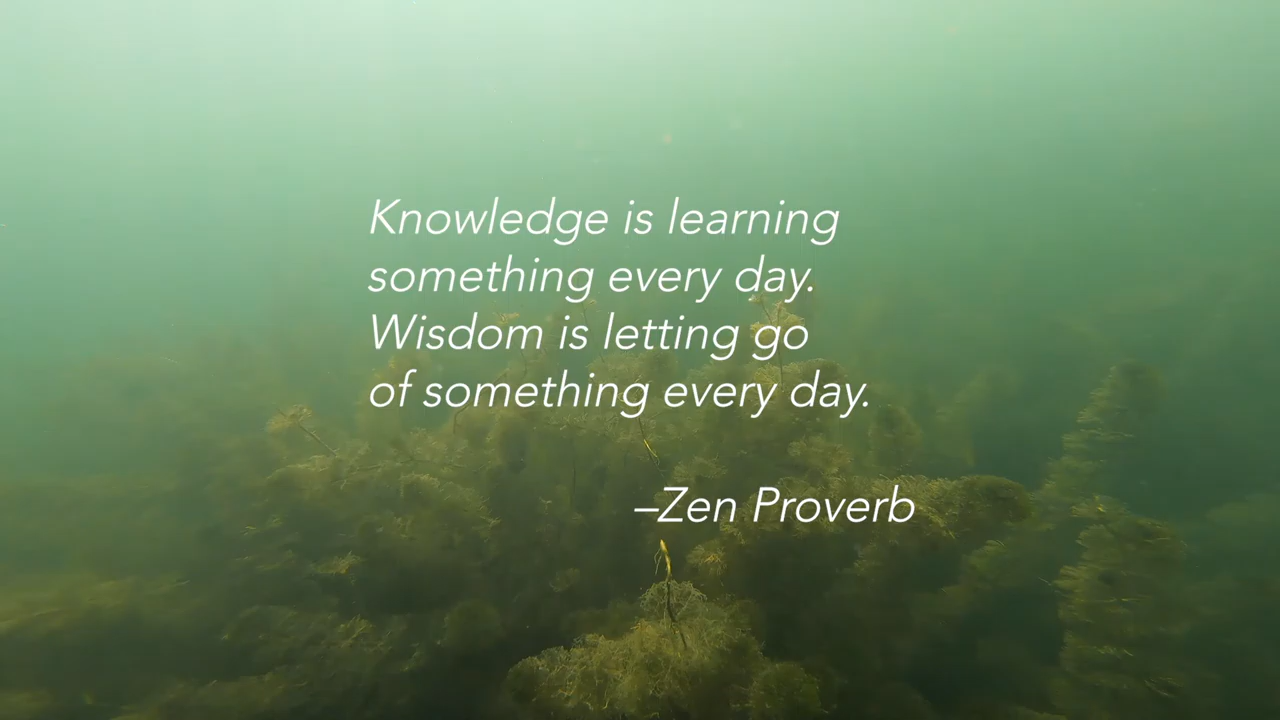 Knowledge is learning
something every day.
Wisdom is letting go
of something every day.
–Zen Proverb